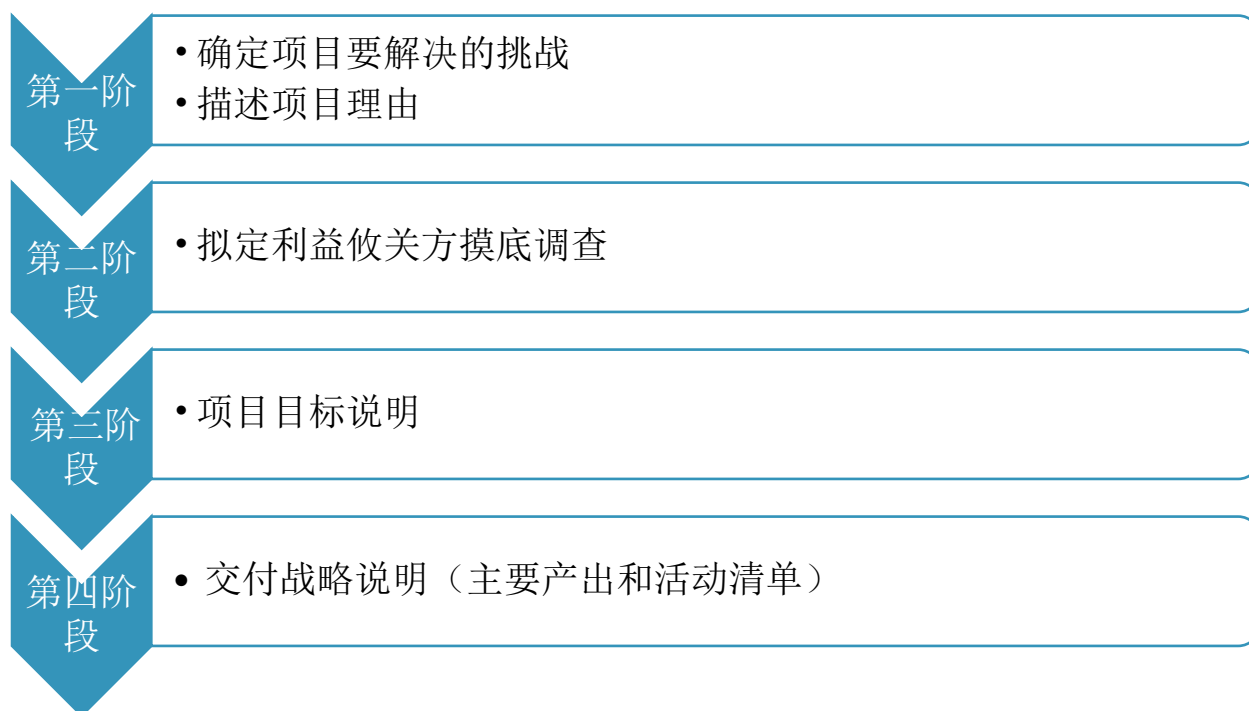 第一阶
段
• 确定项目要解决的挑战
• 描述项目理由
第二阶
段
• 拟定利益攸关方摸底调查
第三阶
段
• 项目目标说明
第四阶
段
• 交付战略说明（主要产出和活动清单）